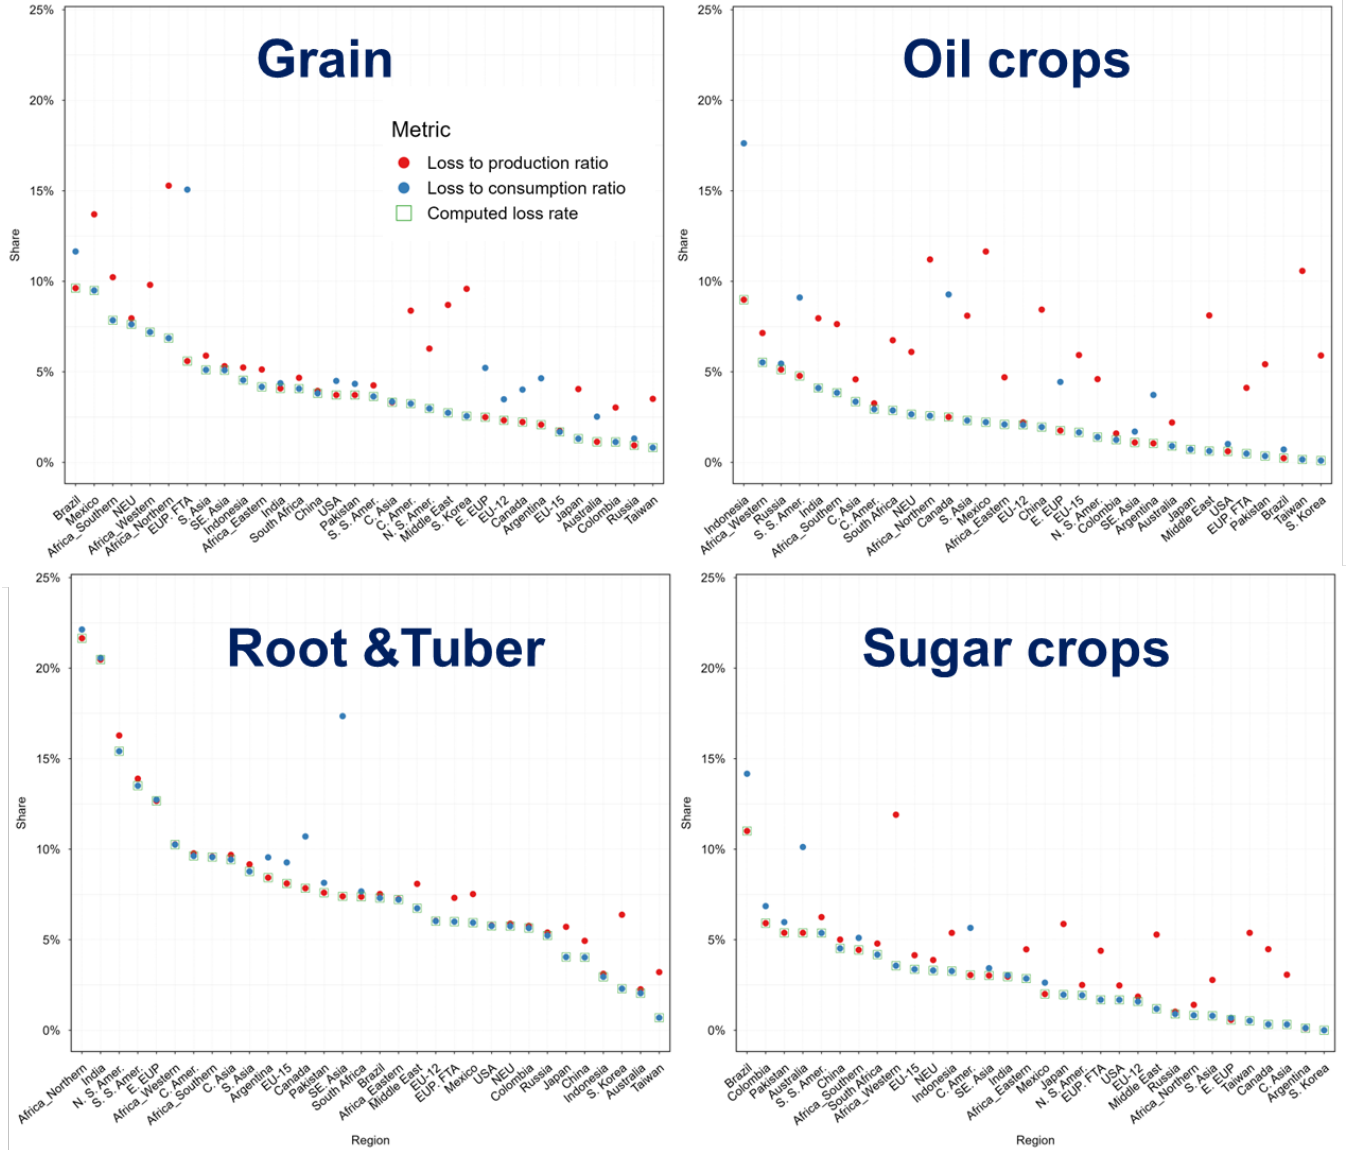 Grain
25%
20%
15%
10%
5%
0%
Share
Metric
Loss to production ratio
Loss to consumption ratio
Computed loss rate
Brazil
Mexico
Africa_Southern
NEU
Africa_Western
Africa_Northern
EUP_FTA
S. Asia
SE. Asia
Indonesia
Africa_Eastern
India
South Africa
China
USA
Pakistan
S. S. Amer.
C. Asia
C. Amer.
N. S. Amer.
Middle East
S. Korea
E. EUP
EU-12
Canada
Argentina
EU-15
Japan
Australia
Colombia
Russia
Taiwan
Oil crops
25%
20%
15%
10%
5%
0%
Share
Indonesia
Africa_Western
Russia
S. S. Amer.
India
Africa_Southern
C. Asia
C. Amer.
South Africa
NEU
Africa_Northern
Canada
S. Asia
Mexico
Africa_Eastern
EU-12
China
E. EUP
EU-15
N. S. Amer.
Colombia
SE. Asia
Argentina
Australia
Japan
Middle East
USA
EUP_FTA
Pakistan
Brazil
Taiwan
S. Korea
Root &Tuber
25%
20%
15%
10%
5%
0%
Share
Africa_Northern
India
N. S. Amer.
S. S. Amer.
E. EUP
Africa_Western
C. Amer.
Africa_Southern
C. Asia
S. Asia
Argentina
EU-15
Canada
Pakistan
SE. Asia
South Africa
Brazil
Africa_Eastern
Middle East
EU-12
EUP_FTA
Mexico
USA
NEU
Colombia
Russia
Japan
China
Indonesia
S. Korea
Australia
Taiwan
Region
Sugar crops
25%
20%
15%
10%
5%
0%
Share
Brazil
Colombia
Pakistan
Australia
S. S. Amer.
China
Africa_Southern
South Africa
Africa_Western
EU-15
NEU
Indonesia
C. Amer.
SE. Asia
India
Africa_Eastern
Mexico
Japan
N. S. Amer.
EUP_FTA
USA
EU-12
Middle East
Russia
Africa_Northern
S. Asia
E. EUP
Taiwan
Canada
C. Asia
Argentina
S. Korea
Region